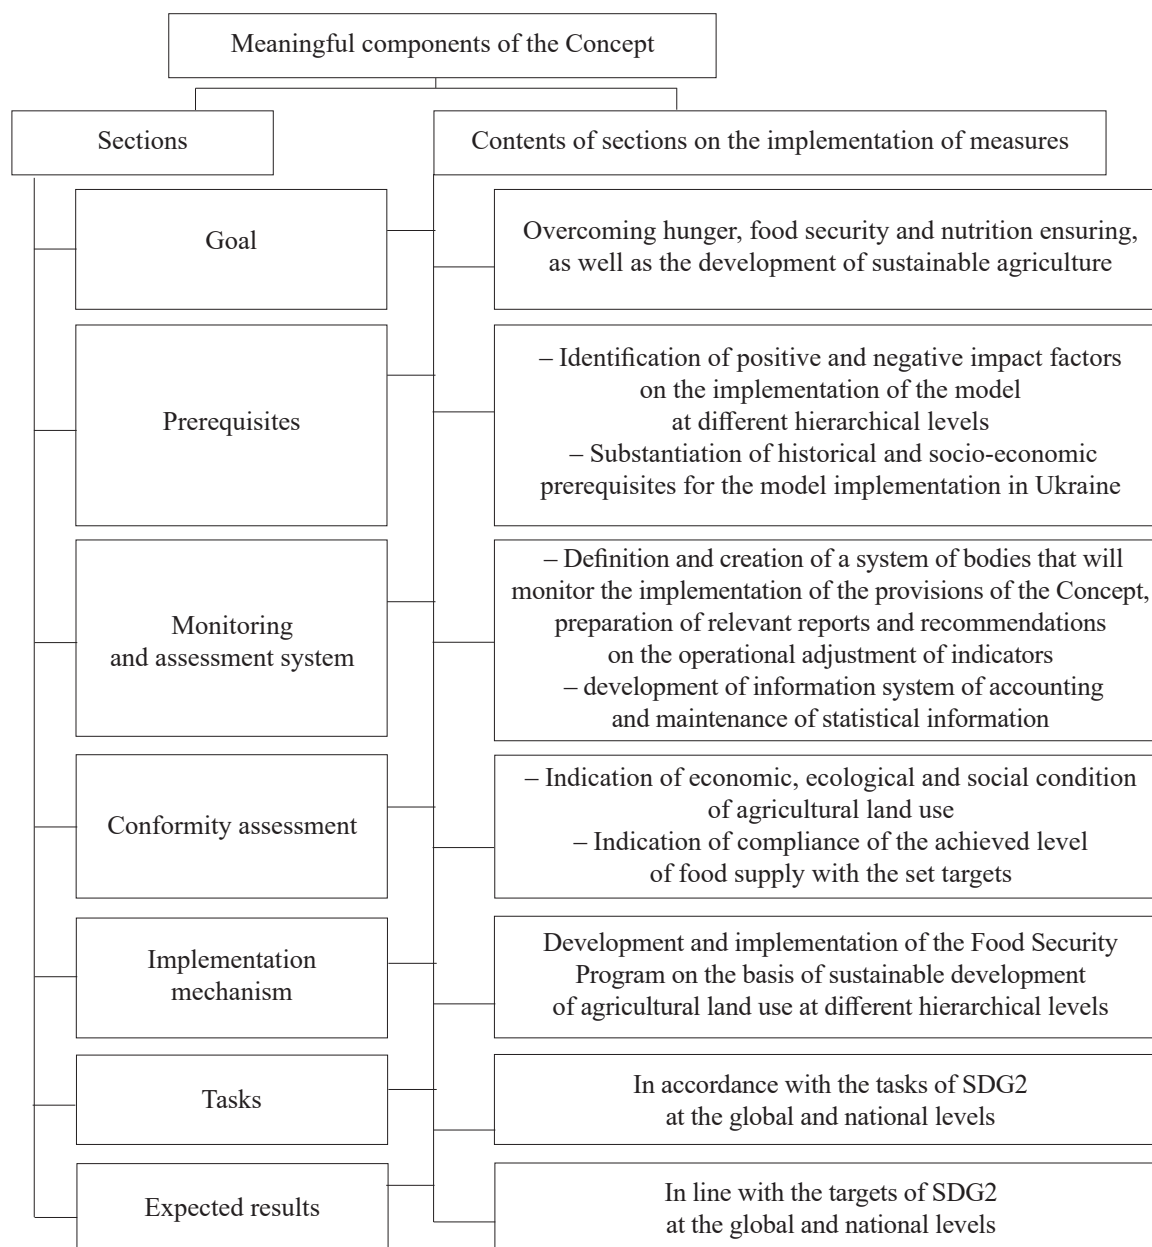 Meaningful components of the Concept
Sections
Contents of sections on the implementation of measures
Goal
Overcoming hunger, food security and nutrition ensuring,
as well as the development of sustainable agriculture
Prerequisites
– Identification of positive and negative impact factors
on the implementation of the model
at different hierarchical levels
– Substantiation of historical and socio-economic
prerequisites for the model implementation in Ukraine
Monitoring
and assessment system
– Definition and creation of a system of bodies that will
monitor the implementation of the provisions of the Concept,
preparation of relevant reports and recommendations
on the operational adjustment of indicators
– development of information system of accounting
and maintenance of statistical information
Conformity assessment
– Indication of economic, ecological and social condition
of agricultural land use
– Indication of compliance of the achieved level
of food supply with the set targets
Implementation
mechanism
Development and implementation of the Food Security
Program on the basis of sustainable development
of agricultural land use at different hierarchical levels
Tasks
In accordance with the tasks of SDG2
at the global and national levels
Expected results
In line with the targets of SDG2
at the global and national levels